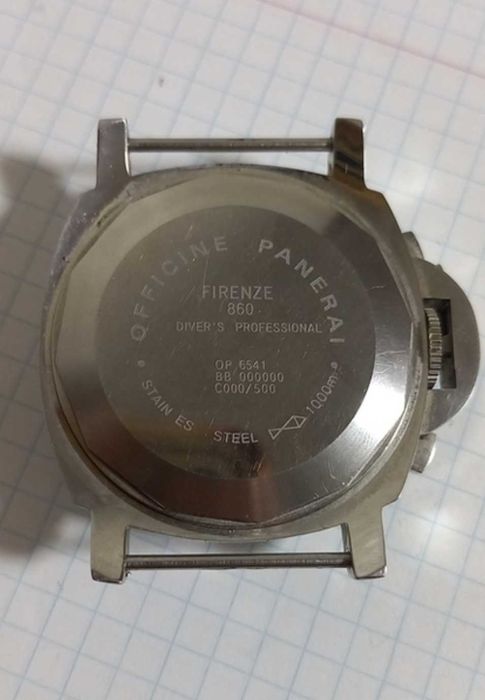 OFFICINE PANERAI
FIRENZE
860
DIVER'S PROFESSIONAL
OP 6541
BB 000000
C000/500
STAIN ES STEEL 1000m